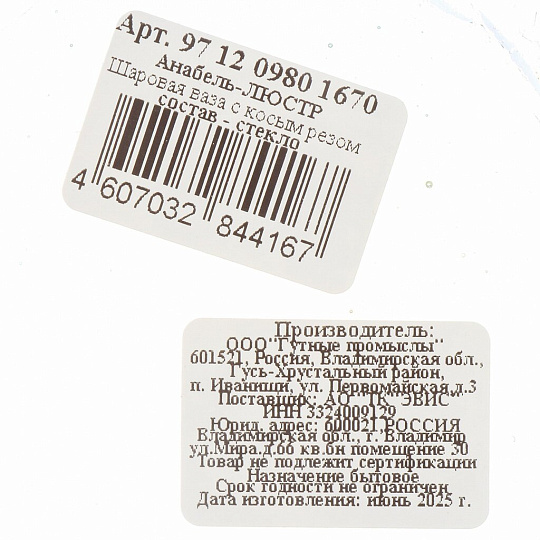 Арт. 97 12 0980 1670
Анабель-ЛЮСТР
Шаровая ваза с косым резом
состав - стекло
4 607032 844167
Производитель:
ООО"Гутные промыслы"
601521, Россия, Владимирская обл.,
Гусь-Хрустальный район,
п. Иванищи, ул. Первомайская,д.3
Поставщик: АО "ТК "ЭВИС"
ИНН 3324009129
Юрид. адрес: 600021,РОССИЯ
Владимирская обл., г. Владимир
ул.Мира,д.6б кв.6н помещение 30
Товар не подлежит сертификации
Назначение бытовое
Срок годности не ограничен
Дата изготовления: июнь 2025 г.